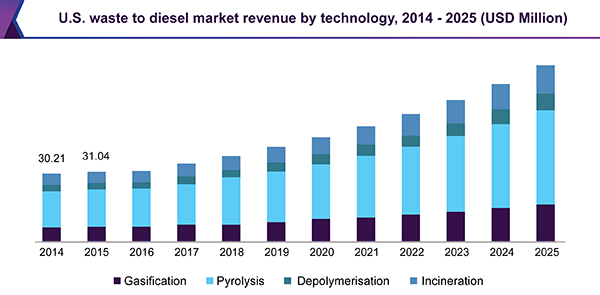 U.S. waste to diesel market revenue by technology, 2014 - 2025 (USD Million)
30.21 31.04
2014 2015 2016 2017 2018 2019 2020 2021 2022 2023 2024 2025
Gasification Pyrolysis Depolymerisation Incineration